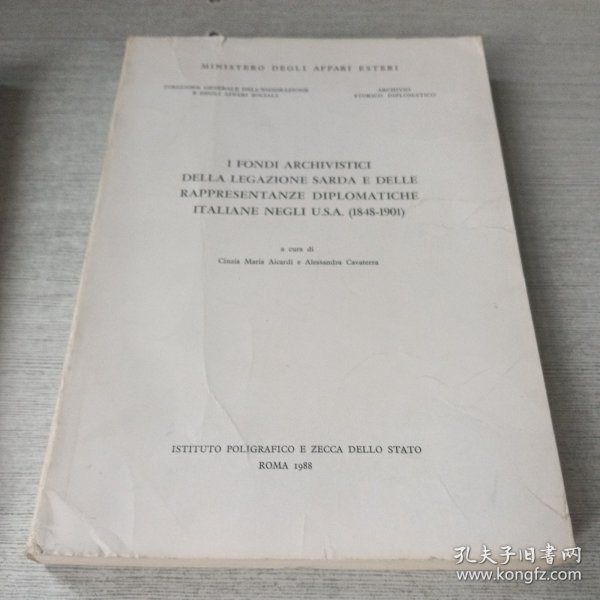 MINISTERO DEGLI AFFARI ESTERI
DIREZIONE GENERALE DELL'EMIGRAZIONE
E DEGLI AFFARI SOCIALI
ARCHIVIO
STORICO DIPLOMATICO
I FONDI ARCHIVISTICI
DELLA LEGAZIONE SARDA E DELLE
RAPPRESENTANZE DIPLOMATICHE
ITALIANE NEGLI U.S.A. (1848-1901)
a cura di
Cinzia Maria Aicardi e Alessandra Cavaterra
ISTITUTO POLIGRAFICO E ZECCA DELLO STATO
ROMA 1988
孔夫子旧书网
www.kongfz.com